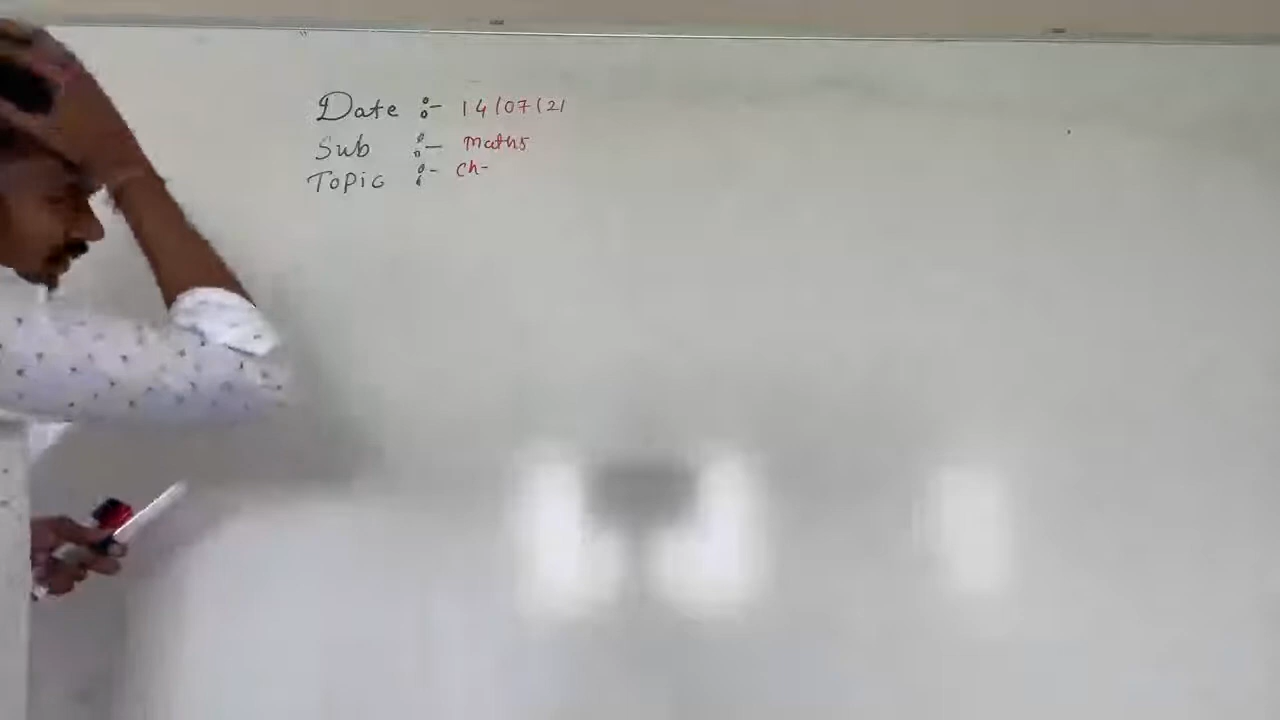 Date :- 14/07/21
Sub :- Maths
Topic :- Ch-